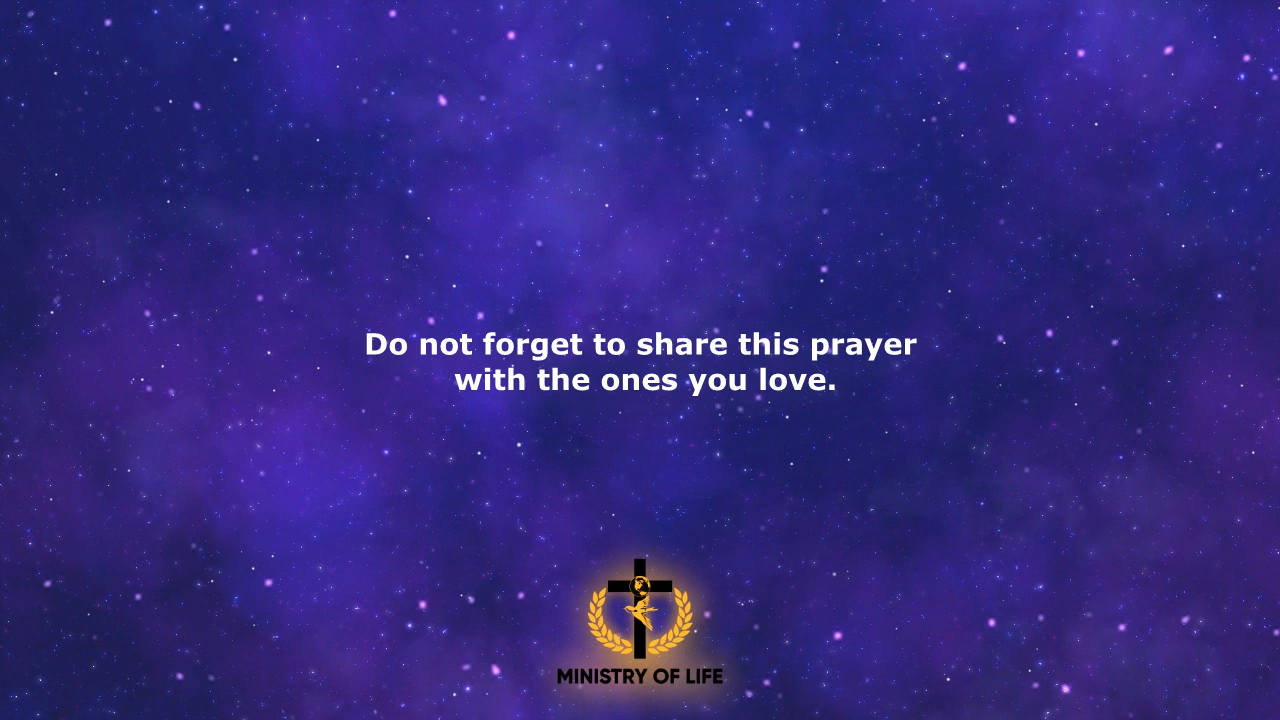 Do not forget to share this prayer
with the ones you love.
MINISTRY OF LIFE